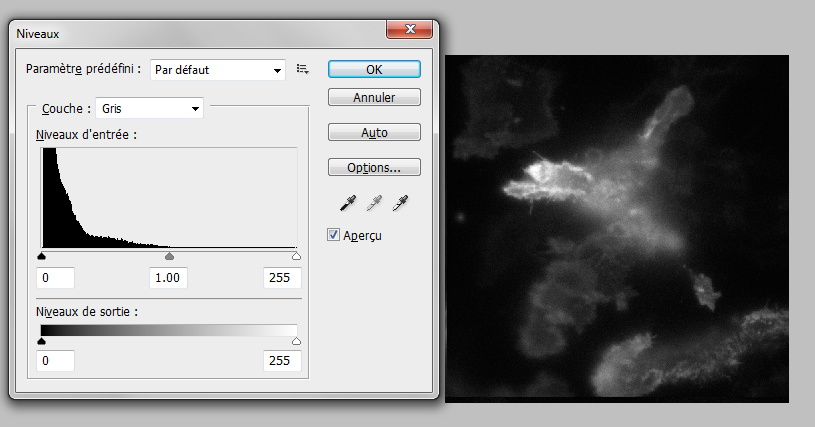 Niveaux
Paramètre prédéfini : Par défaut
OK
Annuler
Couche : Gris
Niveaux d'entrée :
Auto
Options...
Aperçu
0 1.00 255
Niveaux de sortie :
0 255